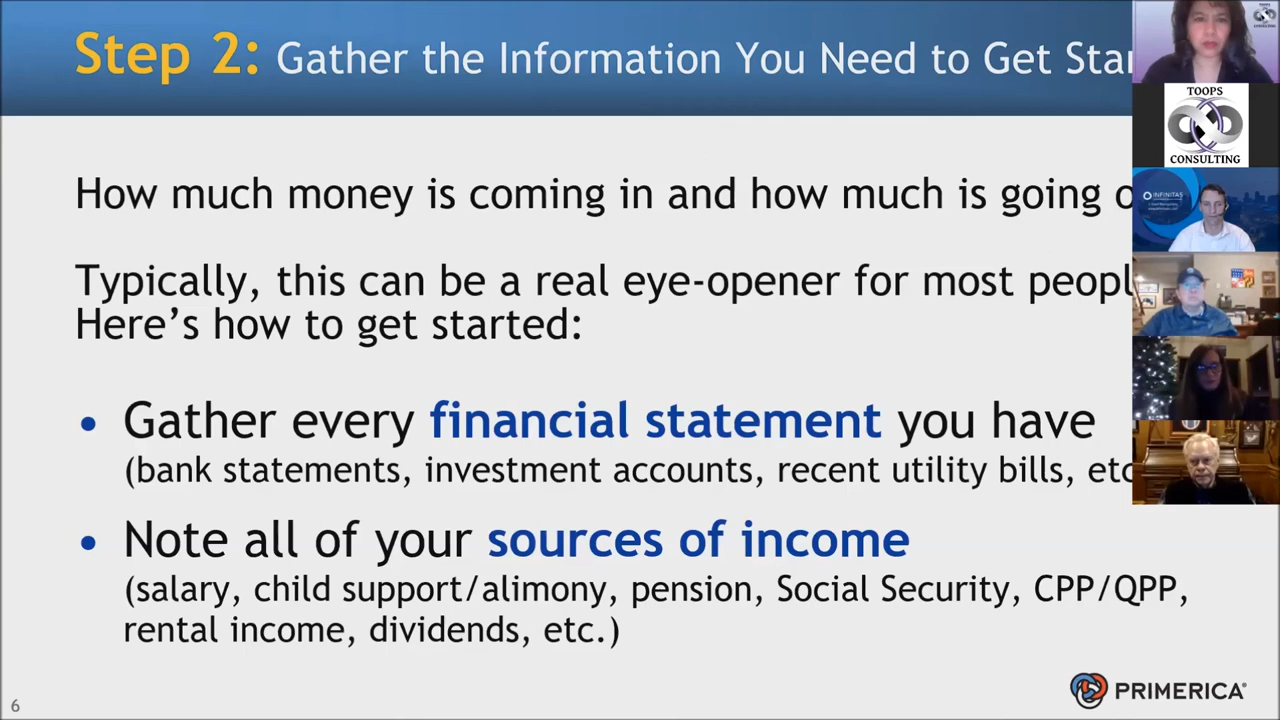 Step 2: Gather the Information You Need to Get Star
How much money is coming in and how much is going o
Typically, this can be a real eye-opener for most peopl
Here's how to get started:
• Gather every financial statement you have
(bank statements, investment accounts, recent utility bills, etc
• Note all of your sources of income
(salary, child support/alimony, pension, Social Security, CPP/QPP,
rental income, dividends, etc.)
6
PRIMERICA
TOOPS
CONSULTING
INFINITAS